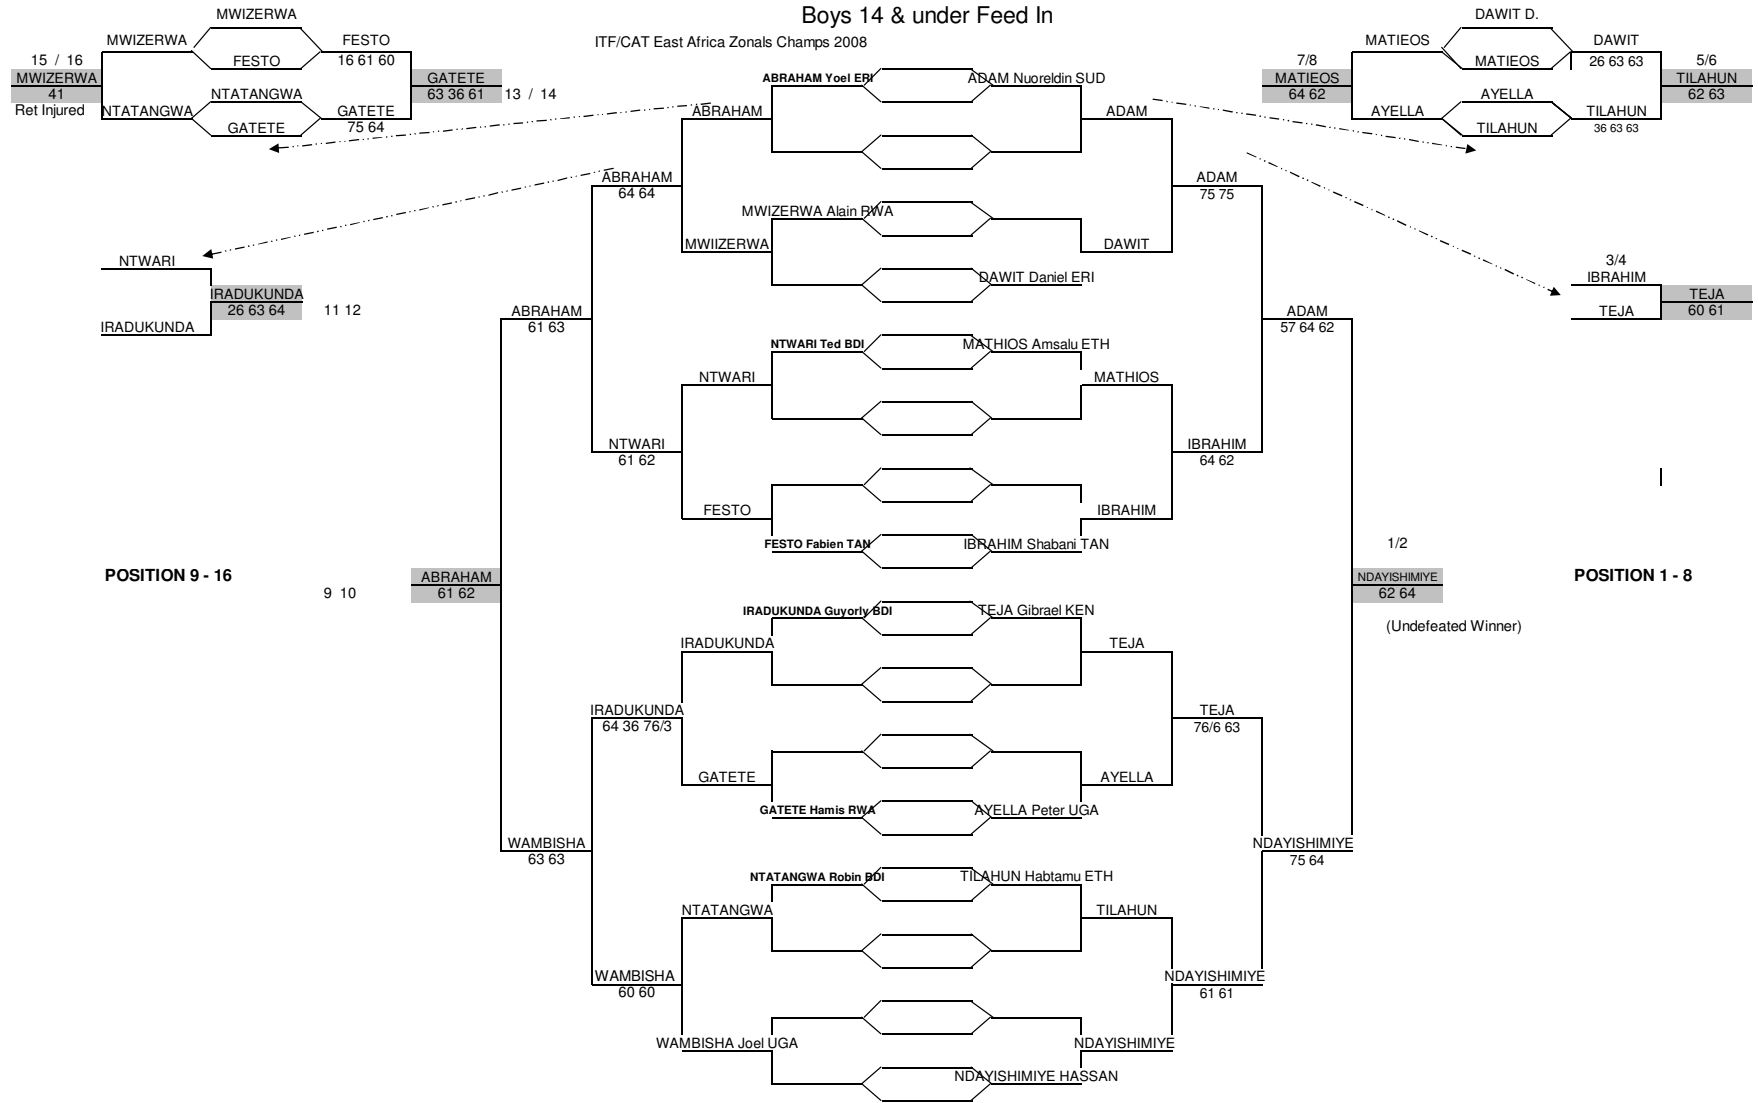 Boys 14 & under Feed In
ITF/CAT East Africa Zonals Champs 2008
MWIZERWA
MWIZERWA
FESTO
FESTO
16 61 60
15 / 16
MWIZERWA
41
Ret Injured
NTATANGWA
NTATANGWA
GATETE
GATETE
75 64
GATETE
63 36 61
13 / 14
DAWIT D.
MATIEOS
MATIEOS
DAWIT
26 63 63
7/8
MATIEOS
64 62
AYELLA
AYELLA
TILAHUN
TILAHUN
36 63 63
5/6
TILAHUN
62 63
ABRAHAM Yoel ERI
ADAM Nuoreldin SUD
ABRAHAM
ADAM
ABRAHAM
64 64
ADAM
75 75
MWIZERWA Alain RWA
MWIIZERWA
DAWIT
DAWIT Daniel ERI
NTWARI
IRADUKUNDA
26 63 64
11 12
IRADUKUNDA
3/4
IBRAHIM
TEJA
TEJA
60 61
ABRAHAM
61 63
ADAM
57 64 62
NTWARI Ted BDI
MATHIOS Amsalu ETH
NTWARI
MATHIOS
NTWARI
61 62
IBRAHIM
64 62
FESTO
IBRAHIM
FESTO Fabien TAN
IBRAHIM Shabani TAN
POSITION 9 - 16
9 10
ABRAHAM
61 62
1/2
NDAYISHIMIYE
62 64
(Undefeated Winner)
POSITION 1 - 8
IRADUKUNDA Guyorly BDI
TEJA Gibrael KEN
IRADUKUNDA
TEJA
IRADUKUNDA
64 36 76/3
TEJA
76/6 63
GATETE
AYELLA
GATETE Hamis RWA
AYELLA Peter UGA
WAMBISHA
63 63
NDAYISHIMIYE
75 64
NTATANGWA Robin BDI
TILAHUN Habtamu ETH
NTATANGWA
TILAHUN
WAMBISHA
60 60
NDAYISHIMIYE
61 61
WAMBISHA Joel UGA
NDAYISHIMIYE
NDAYISHIMIYE HASSAN